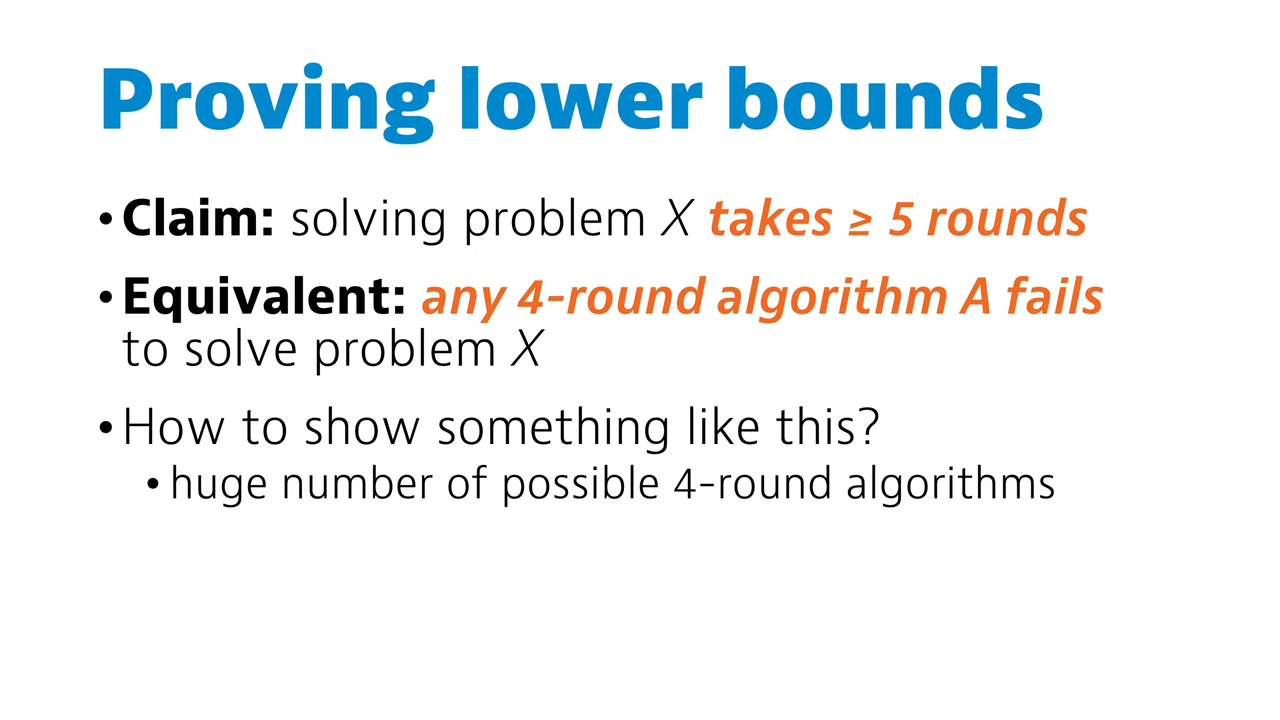 Proving lower bounds
• Claim: solving problem X takes ≥ 5 rounds
• Equivalent: any 4-round algorithm A fails
to solve problem X
• How to show something like this?
• huge number of possible 4-round algorithms